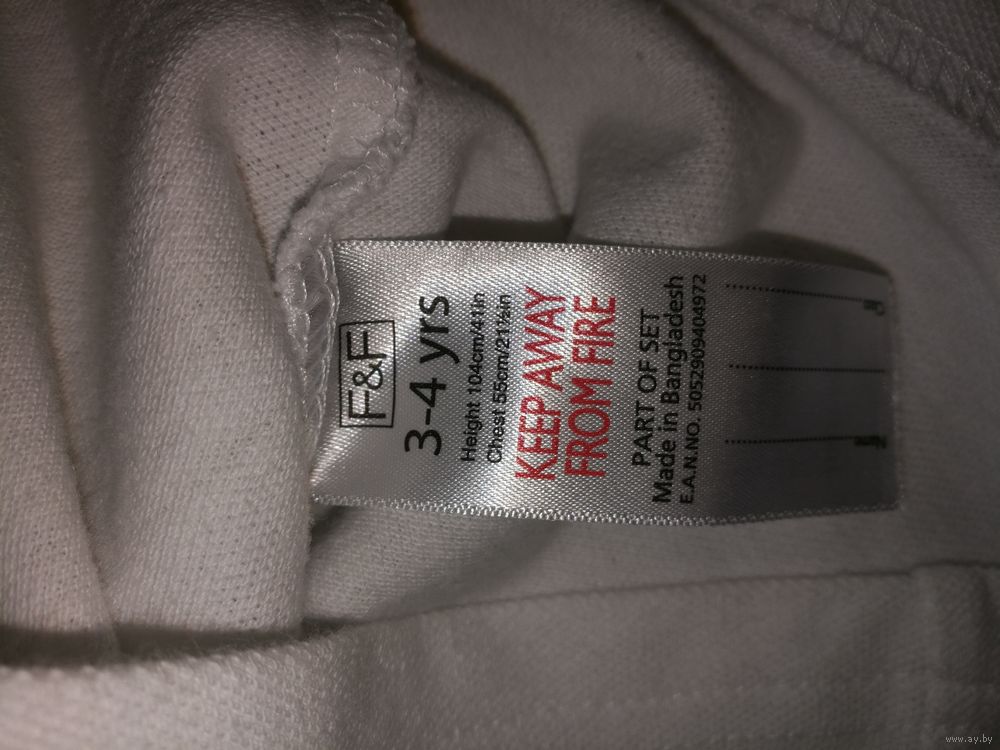 F&F
3-4 yrs
Height 104cm/41in
Chest 55cm/21½in
KEEP AWAY
FROM FIRE
PART OF SET
Made in Bangladesh
E.A.N.NO. 5052909404972
www.ay.by